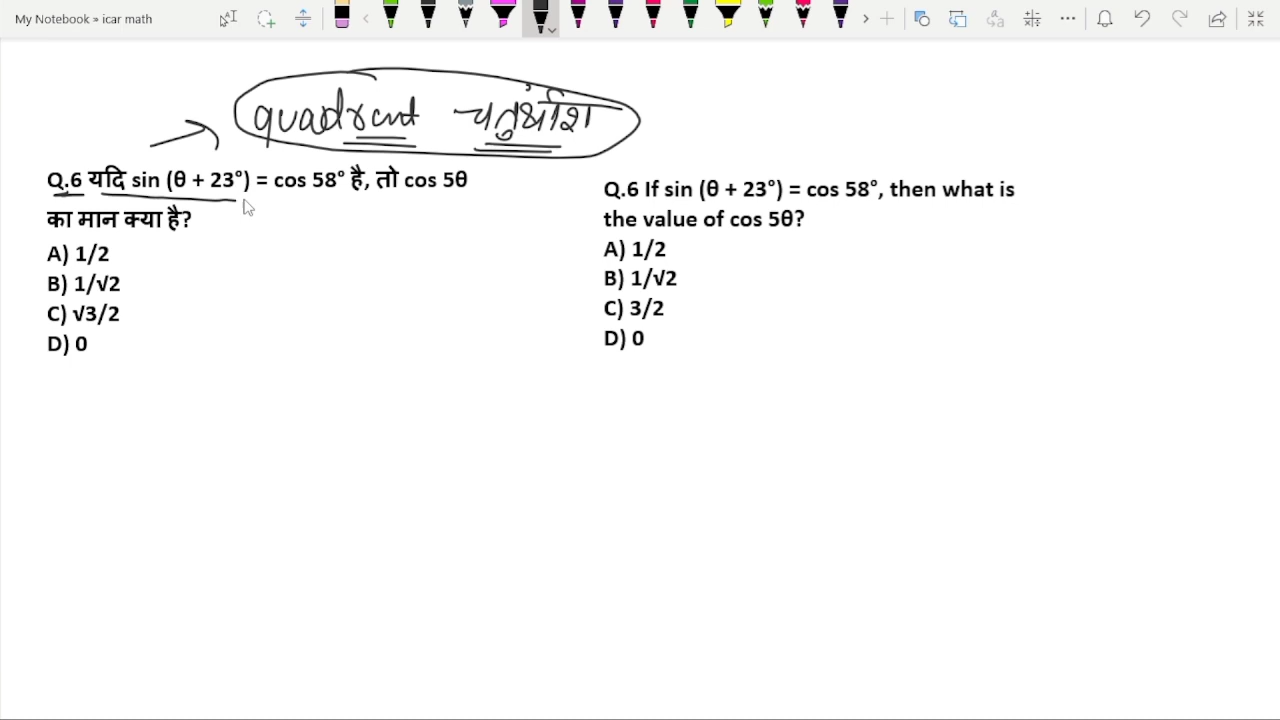 My Notebook » icar math
quadrant चतुर्थांश
Q.6 यदि sin (θ + 23°) = cos 58° है, तो cos 5θ
का मान क्या है?
A) 1/2
B) 1/√2
C) √3/2
D) 0
Q.6 If sin (θ + 23°) = cos 58°, then what is
the value of cos 5θ?
A) 1/2
B) 1/√2
C) 3/2
D) 0